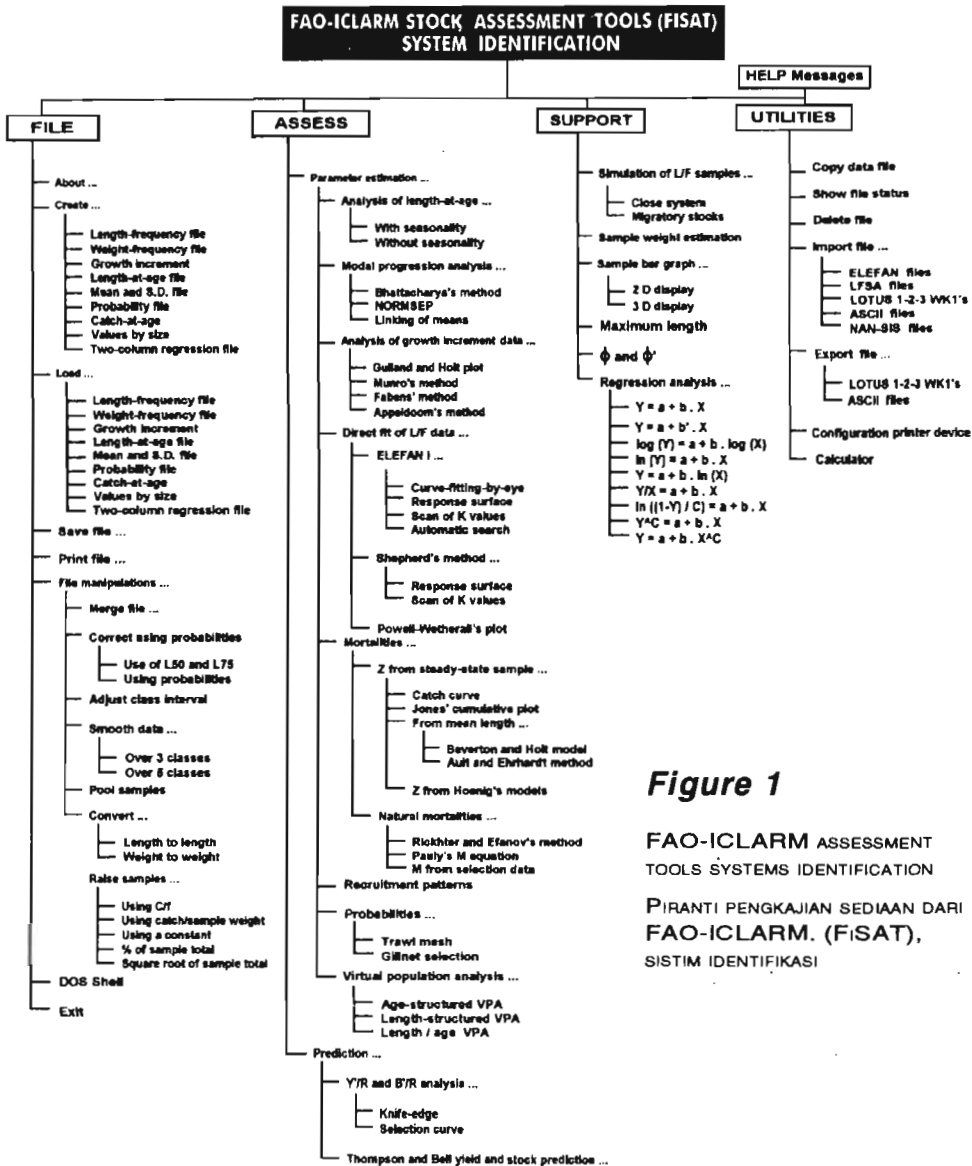 FAO-ICLARM STOCK ASSESSMENT TOOLS (FISAT)
SYSTEM IDENTIFICATION
HELP Messages
FILE
About ...
Create ...
Length-frequency file
Weight-frequency file
Growth increment
Length-at-age file
Mean and S.D. file
Probability file
Catch-at-age
Values by size
Two-column regression file
Load ...
Length-frequency file
Weight-frequency file
Growth increment
Length-at-age file
Mean and S.D. file
Probability file
Catch-at-age
Values by size
Two-column regression file
Save file ...
Print file ...
File manipulations ...
Merge file ...
Correct using probabilities
Use of L50 and L75
Using probabilities
Adjust class interval
Smooth data ...
Over 3 classes
Over 5 classes
Pool samples
Convert ...
Length to length
Weight to weight
Raise samples ...
Using C/f
Using catch/sample weight
Using a constant
% of sample total
Square root of sample total
DOS Shell
Exit
ASSESS
Parameter estimation ...
Analysis of length-at-age ...
With seasonality
Without seasonality
Modal progression analysis ...
Bhattacharya's method
NORMSEP
Linking of means
Analysis of growth increment data ...
Gulland and Holt plot
Munro's method
Fabens' method
Appeldoorn's method
Direct fit of L/F data ...
ELEFAN I ...
Curve-fitting-by-eye
Response surface
Scan of K values
Automatic search
Shepherd's method ...
Response surface
Scan of K values
Powell-Wetherall's plot
Mortalities ...
Z from steady-state sample ...
Catch curve
Jones' cumulative plot
From mean length ...
Beverton and Holt model
Ault and Ehrhardt method
Z from Hoenig's models
Natural mortalities ...
Rickhter and Efanov's method
Pauly's M equation
M from selection data
Recruitment patterns
Probabilities ...
Trawl mesh
Gillnet selection
Virtual population analysis ...
Age-structured VPA
Length-structured VPA
Length / age VPA
Prediction ...
Y'/R and B'/R analysis ...
Knife-edge
Selection curve
Thompson and Bell yield and stock prediction ...
SUPPORT
Simulation of L/F samples ...
Close system
Migratory stocks
Sample weight estimation
Sample bar graph ...
2 D display
3 D display
Maximum length
ϕ and ϕ'
Regression analysis ...
Y = a + b . X
Y = a + b' . X
log (Y) = a + b . log (X)
ln (Y) = a + b . X
Y = a + b . ln (X)
Y/X = a + b . X
ln ((1-Y) / C) = a + b . X
Y^C = a + b . X
Y = a + b . X^C
UTILITIES
Copy data file
Show file status
Delete file
Import file ...
ELEFAN files
LFSA files
LOTUS 1-2-3 WK1's
ASCII files
NAN-SIS files
Export file ...
LOTUS 1-2-3 WK1's
ASCII files
Configuration printer device
Calculator
Figure 1
FAO-ICLARM ASSESSMENT
TOOLS SYSTEMS IDENTIFICATION
PIRANTI PENGKAJIAN SEDIAAN DARI
FAO-ICLARM. (FISAT),
SISTIM IDENTIFIKASI